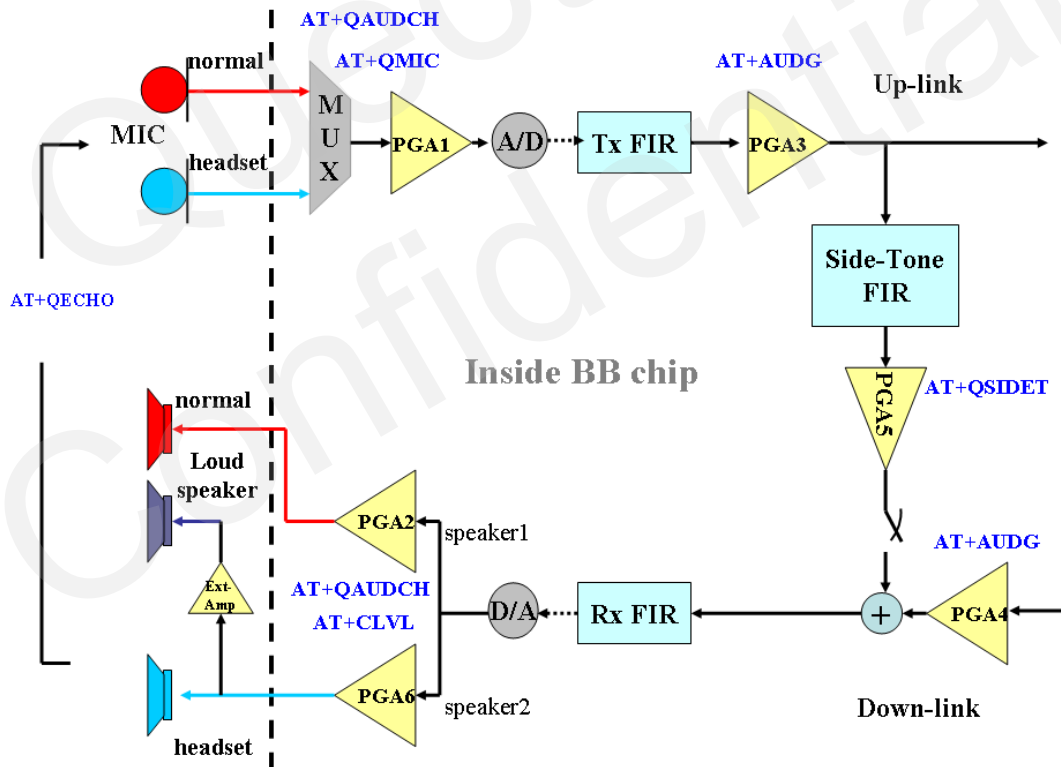 AT+QAUDCH
normal
AT+QMIC
AT+AUDG
Up-link
MIC
MUX
PGA1
A/D
Tx FIR
PGA3
headset
Side-Tone
FIR
AT+QECHO
Inside BB chip
PGA5
AT+QSIDET
normal
Loud
speaker
PGA2
speaker1
AT+AUDG
Ext-
Amp
AT+QAUDCH
AT+CLVL
D/A
Rx FIR
+
PGA4
PGA6
speaker2
Down-link
headset
Confidential